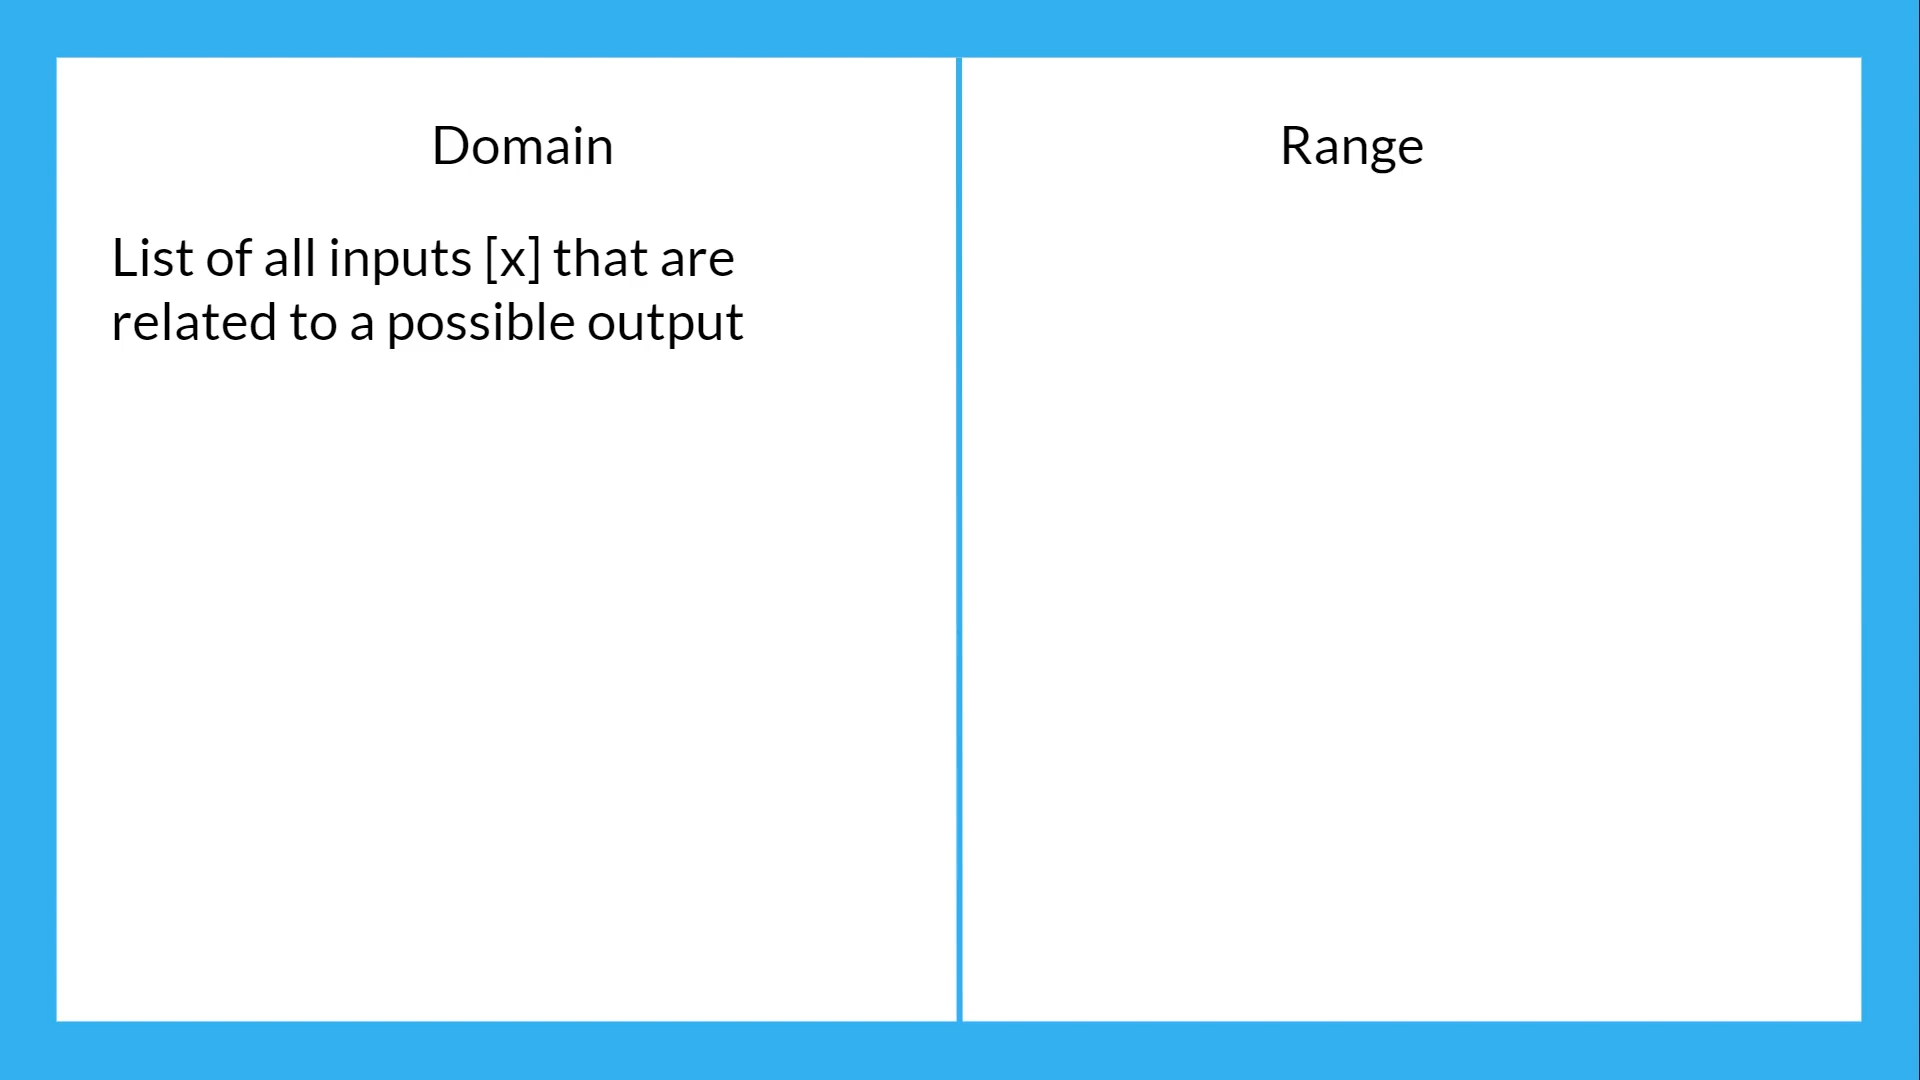 Domain
List of all inputs [x] that are
related to a possible output
Range